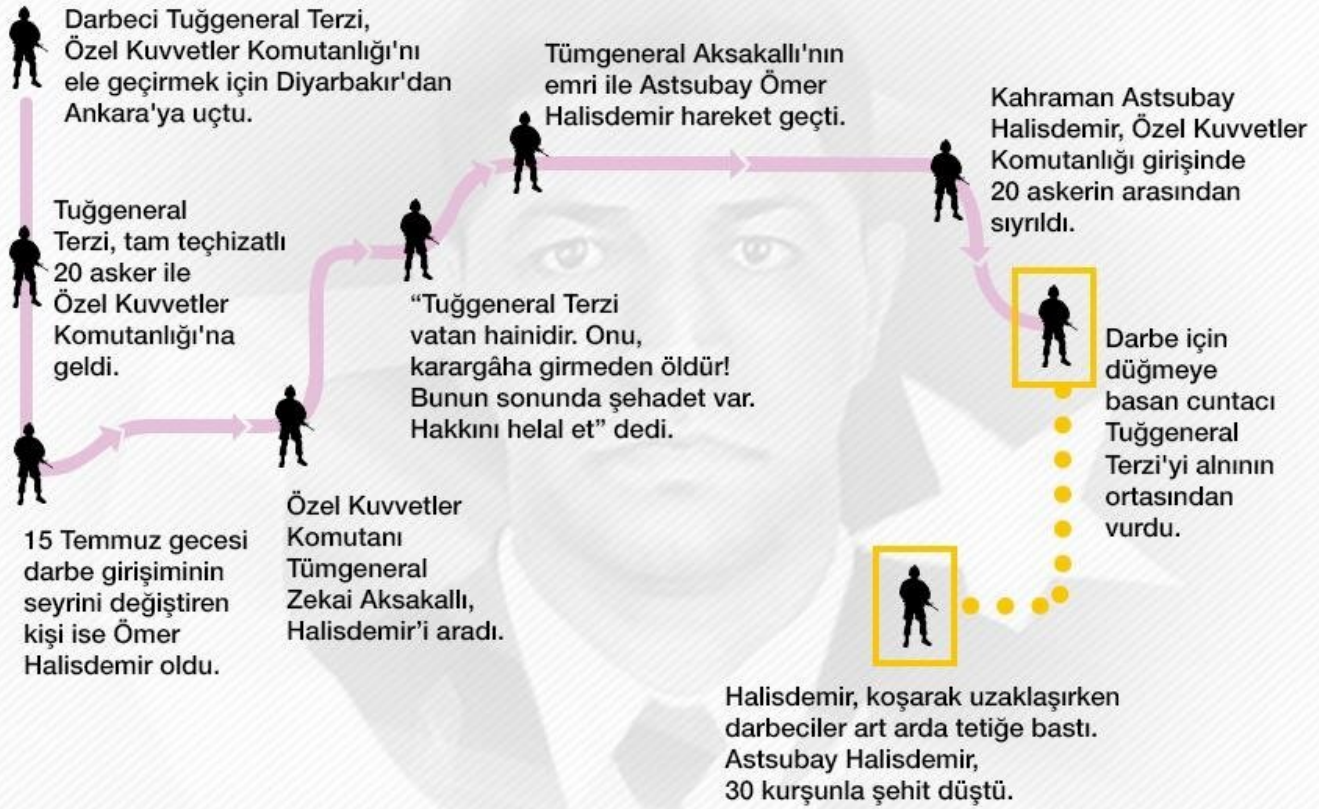 Darbeci Tuğgeneral Terzi,
Özel Kuvvetler Komutanlığı'nı
ele geçirmek için Diyarbakır'dan
Ankara'ya uçtu.
Tuğgeneral
Terzi, tam teçhizatlı
20 asker ile
Özel Kuvvetler
Komutanlığı'na
geldi.
15 Temmuz gecesi
darbe girişiminin
seyrini değiştiren
kişi ise Ömer
Halisdemir oldu.
Özel Kuvvetler
Komutanı
Tümgeneral
Zekai Aksakallı,
Halisdemir’i aradı.
“Tuğgeneral Terzi
vatan hainidir. Onu,
karargâha girmeden öldür!
Bunun sonunda şehadet var.
Hakkını helal et” dedi.
Tümgeneral Aksakallı'nın
emri ile Astsubay Ömer
Halisdemir hareket geçti.
Kahraman Astsubay
Halisdemir, Özel Kuvvetler
Komutanlığı girişinde
20 askerin arasından
sıyrıldı.
Darbe için
düğmeye
basan cuntacı
Tuğgeneral
Terzi'yi alnının
ortasından
vurdu.
Halisdemir, koşarak uzaklaşırken
darbeciler art arda tetiğe bastı.
Astsubay Halisdemir,
30 kurşunla şehit düştü.